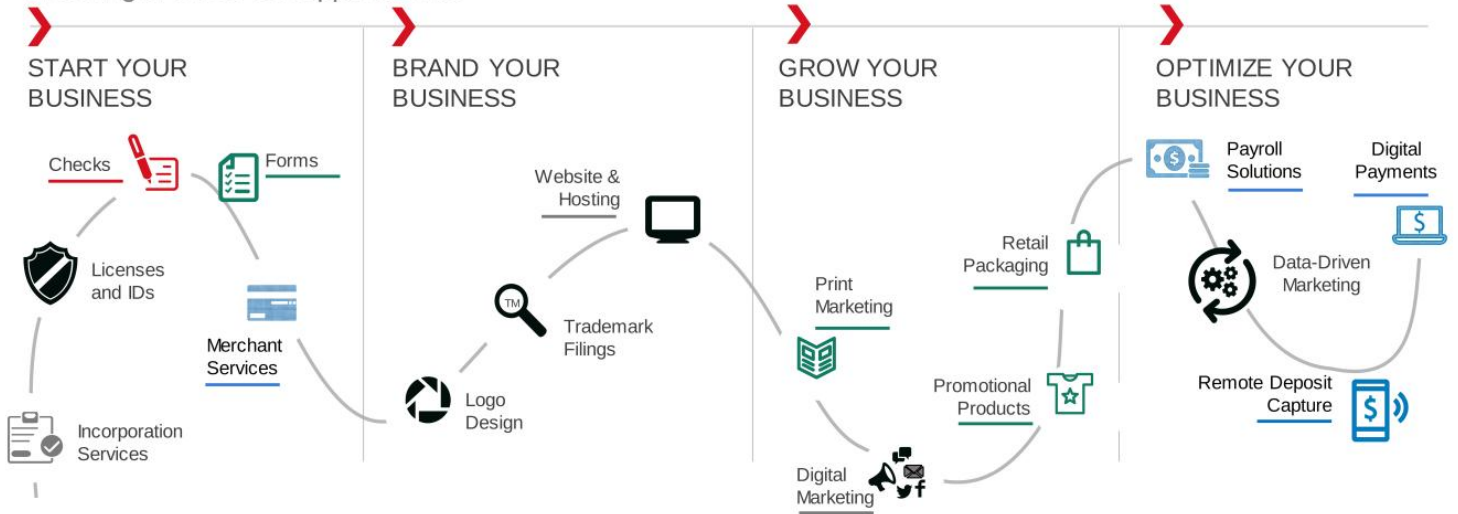 START YOUR
BUSINESS
Checks
Forms
Licenses
and IDs
Merchant
Services
Incorporation
Services
BRAND YOUR
BUSINESS
Website &
Hosting
TM
Trademark
Filings
Logo
Design
GROW YOUR
BUSINESS
Retail
Packaging
Print
Marketing
Promotional
Products
Digital
Marketing
OPTIMIZE YOUR
BUSINESS
Payroll
Solutions
Digital
Payments
$
$
Data-Driven
Marketing
Remote Deposit
Capture
$